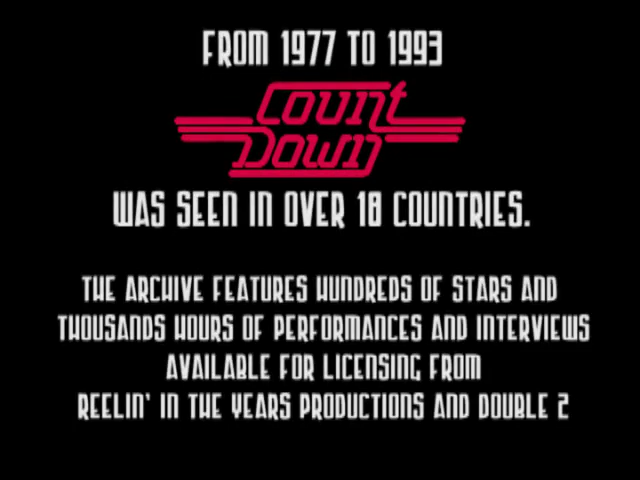 FROM 1977 TO 1993
Count
Down
WAS SEEN IN OVER 18 COUNTRIES.
THE ARCHIVE FEATURES HUNDREDS OF STARS AND
THOUSANDS HOURS OF PERFORMANCES AND INTERVIEWS
AVAILABLE FOR LICENSING FROM
REELIN' IN THE YEARS PRODUCTIONS AND DOUBLE 2